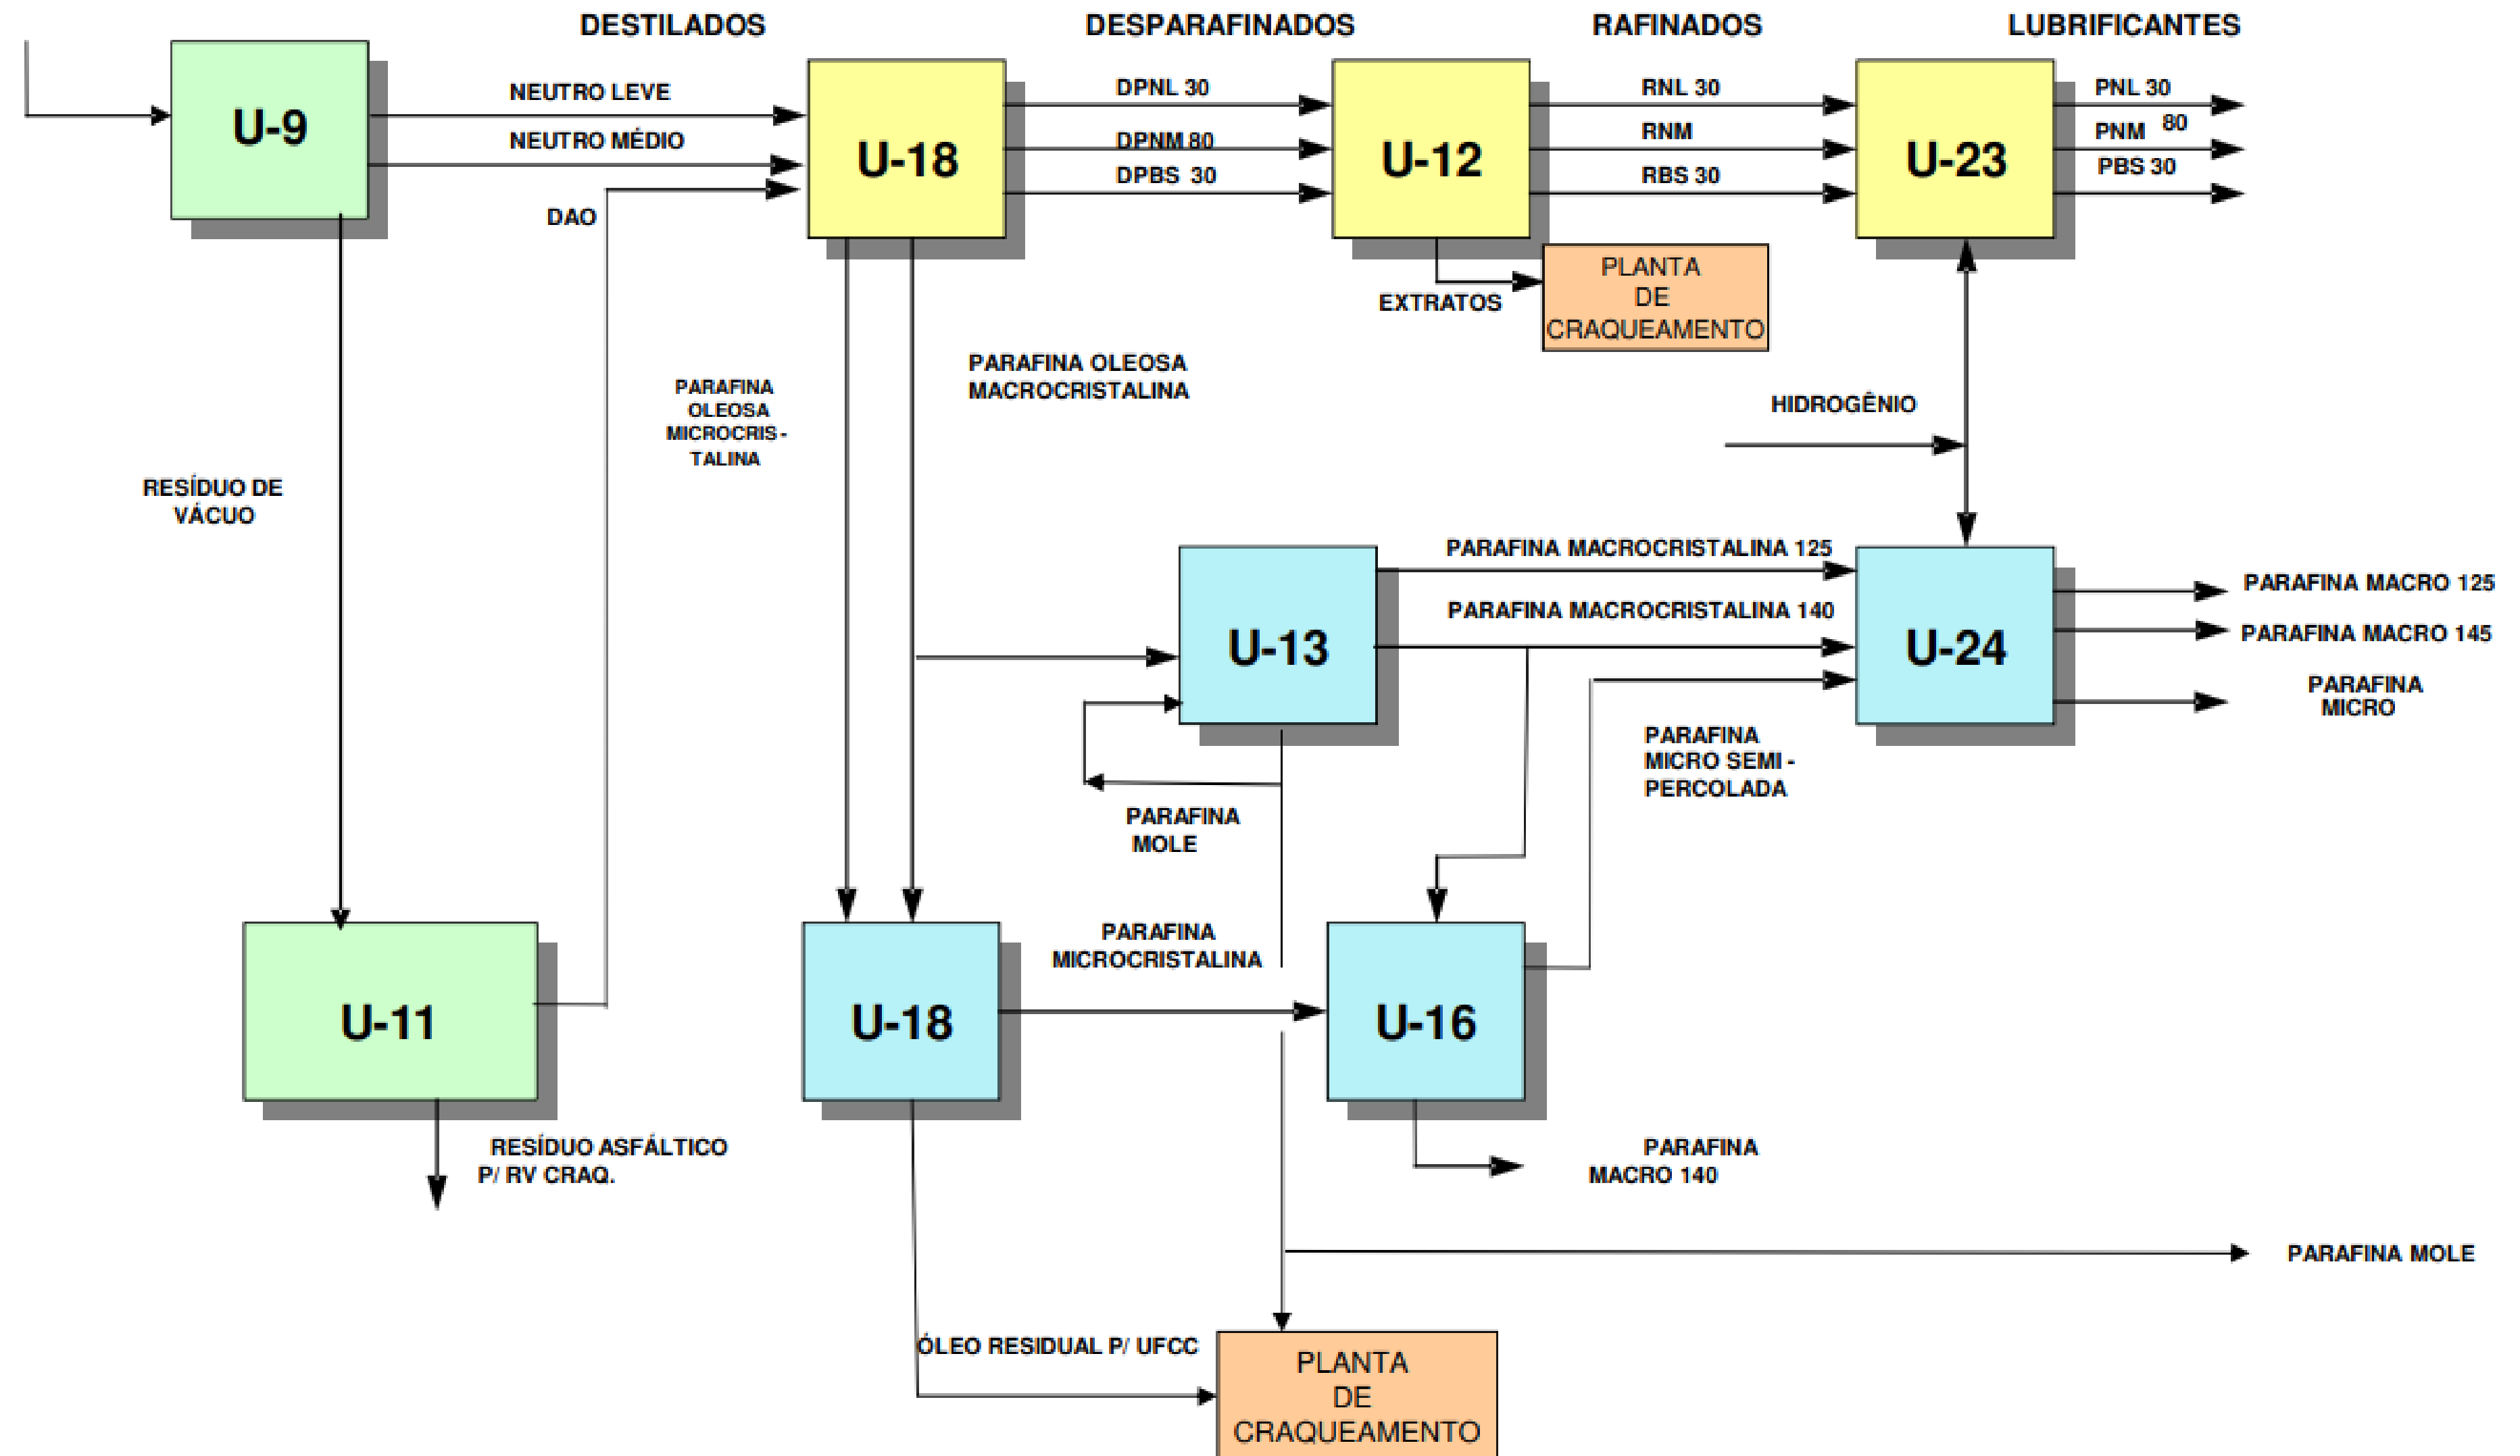 DESTILADOS
DESPARAFINADOS
RAFINADOS
LUBRIFICANTES
U-9
NEUTRO LEVE
NEUTRO MÉDIO
DAO
U-18
DPNL 30
DPNM 80
DPBS 30
U-12
RNL 30
RNM
RBS 30
U-23
PNL 30
PNM 80
PBS 30
EXTRATOS
PLANTA
DE
CRAQUEAMENTO
PARAFINA
OLEOSA
MICROCRIS -
TALINA
PARAFINA OLEOSA
MACROCRISTALINA
HIDROGÊNIO
RESÍDUO DE
VÁCUO
U-13
PARAFINA MACROCRISTALINA 125
PARAFINA MACROCRISTALINA 140
U-24
PARAFINA MACRO 125
PARAFINA MACRO 145
PARAFINA
MICRO
PARAFINA
MICRO SEMI -
PERCOLADA
PARAFINA
MOLE
U-11
U-18
PARAFINA
MICROCRISTALINA
U-16
RESÍDUO ASFÁLTICO
P/ RV CRAQ.
PARAFINA
MACRO 140
PARAFINA MOLE
ÓLEO RESIDUAL P/ UFCC
PLANTA
DE
CRAQUEAMENTO